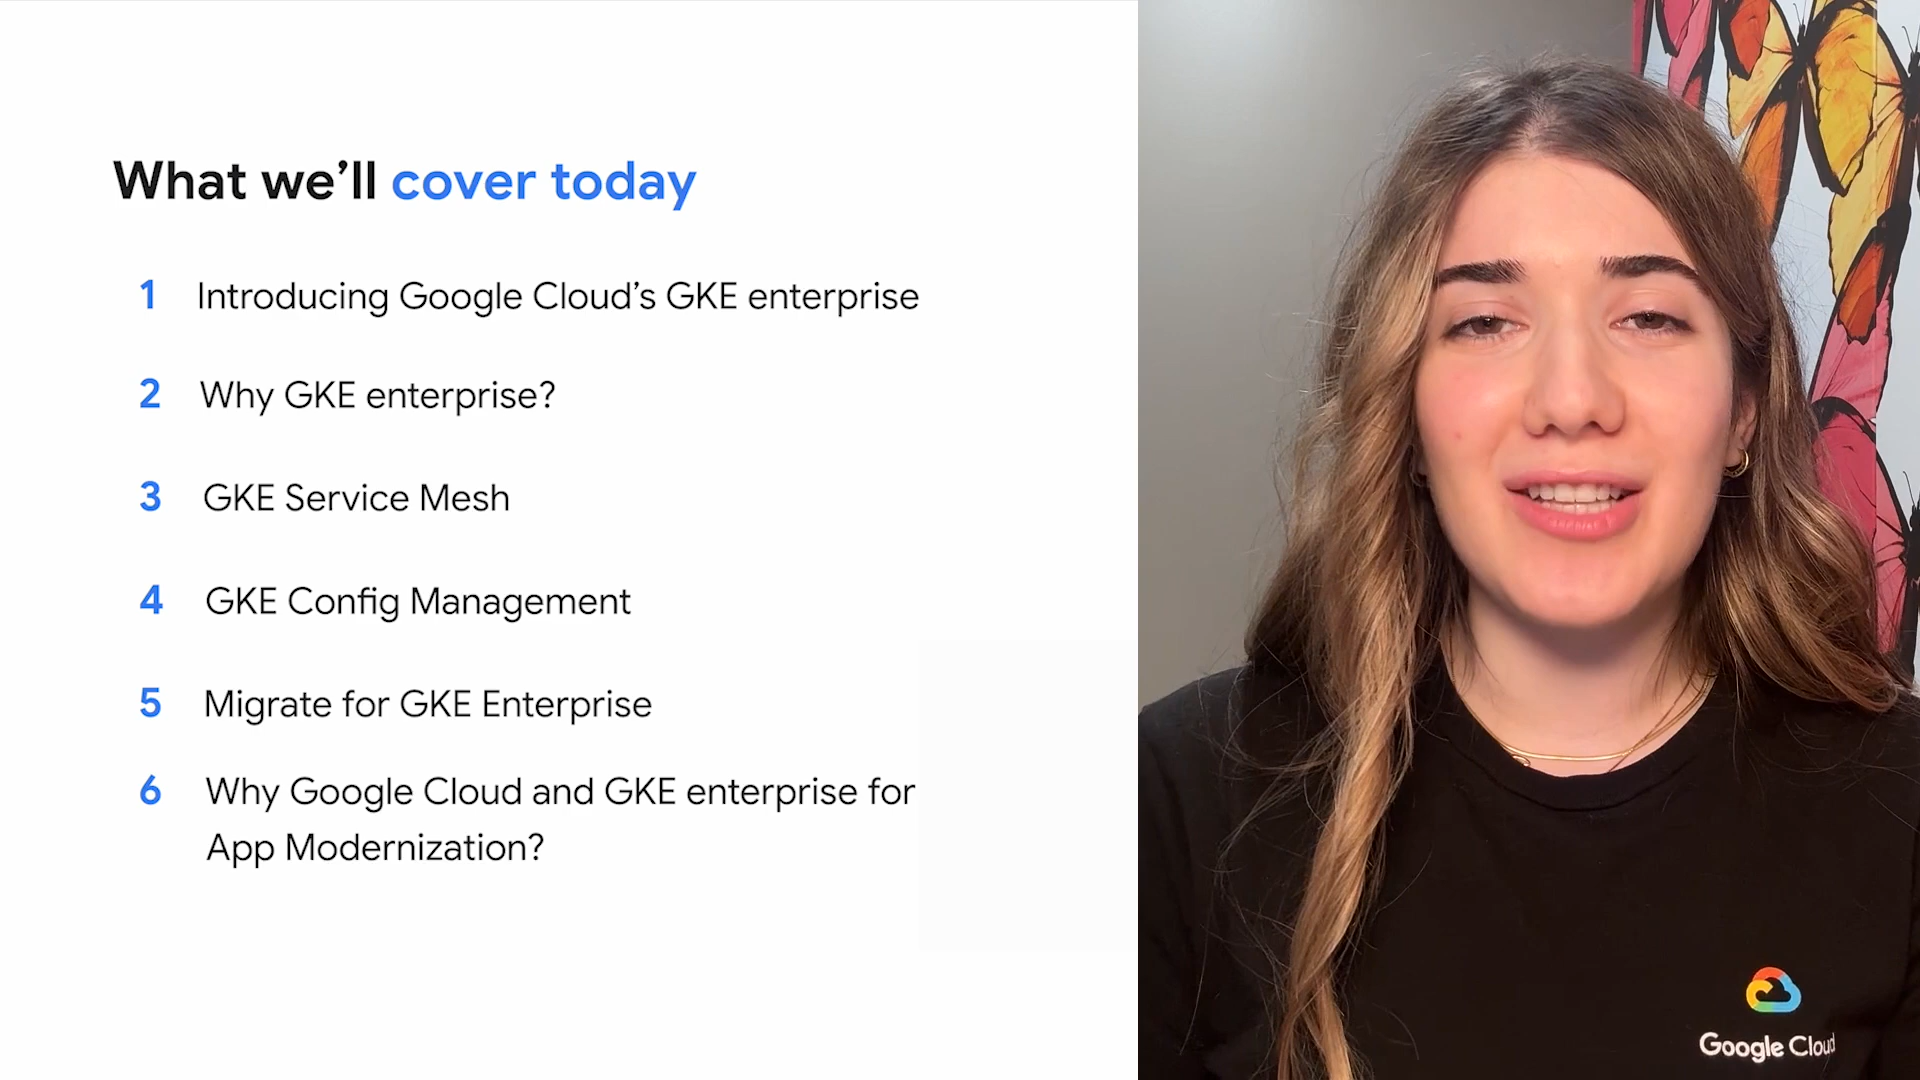 What we’ll cover today
1 Introducing Google Cloud’s GKE enterprise
2 Why GKE enterprise?
3 GKE Service Mesh
4 GKE Config Management
5 Migrate for GKE Enterprise
6 Why Google Cloud and GKE enterprise for
App Modernization?
Google Cloud